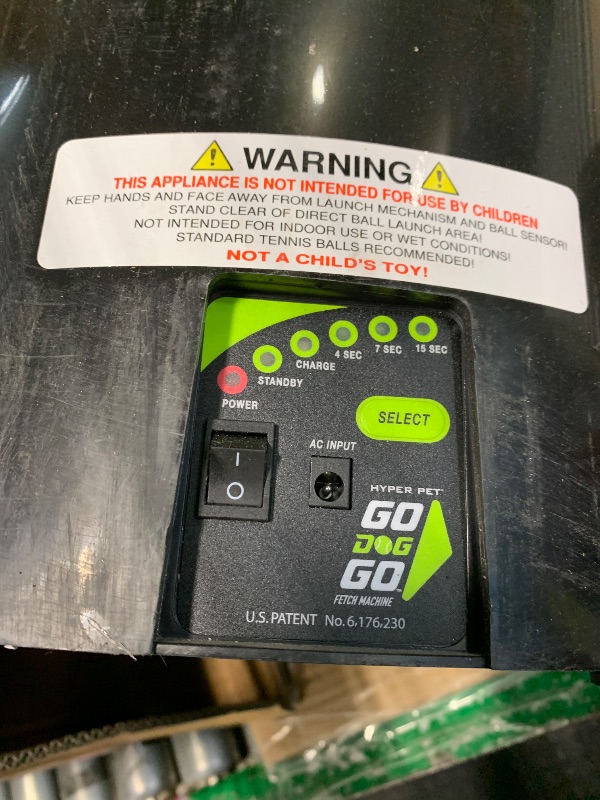 WARNING
THIS APPLIANCE IS NOT INTENDED FOR USE BY CHILDREN
KEEP HANDS AND FACE AWAY FROM LAUNCH MECHANISM AND BALL SENSOR!
STAND CLEAR OF DIRECT BALL LAUNCH AREA!
NOT INTENDED FOR INDOOR USE OR WET CONDITIONS!
STANDARD TENNIS BALLS RECOMMENDED!
NOT A CHILD'S TOY!
4 SEC 7 SEC 15 SEC
CHARGE
STANDBY
POWER
SELECT
AC INPUT
HYPER PET™
GO
DOG
GO™
FETCH MACHINE
U.S. PATENT No. 6,176,230